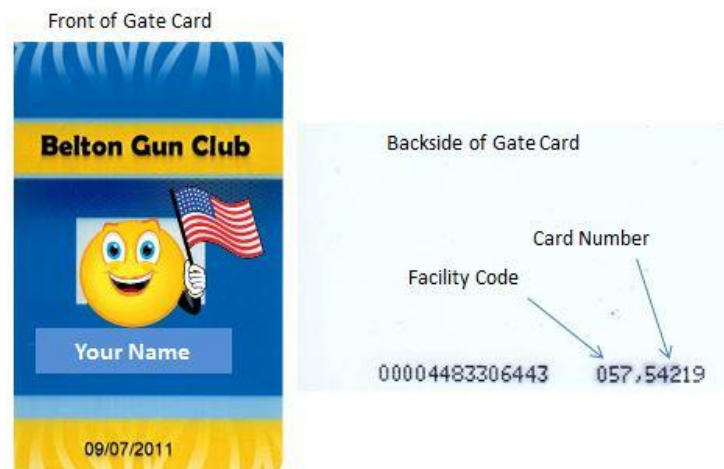 Front of Gate Card
Belton Gun Club
Your Name
09/07/2011
Backside of Gate Card
Card Number
Facility Code
00004483306443 057,54219